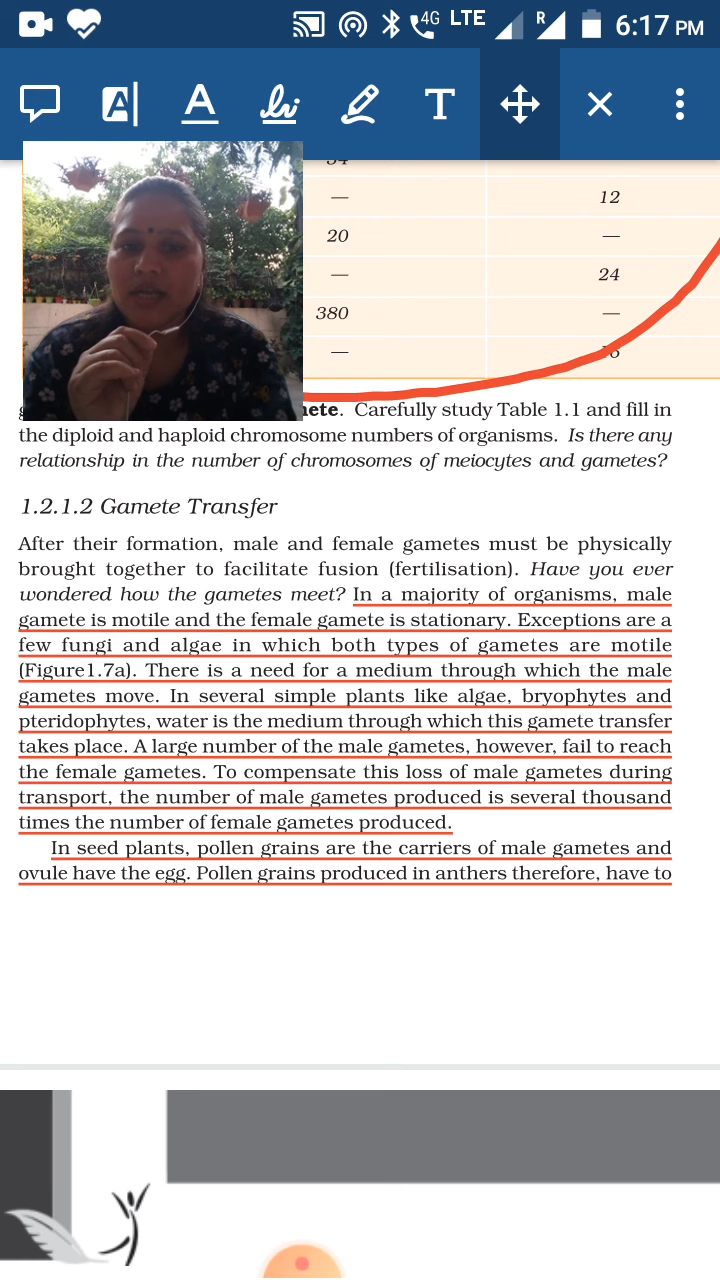 4G LTE R 6:17 PM
A A T
—
12
20
—
—
24
380
—
—
Carefully study Table 1.1 and fill in
the diploid and haploid chromosome numbers of organisms. Is there any
relationship in the number of chromosomes of meiocytes and gametes?
1.2.1.2 Gamete Transfer
After their formation, male and female gametes must be physically
brought together to facilitate fusion (fertilisation). Have you ever
wondered how the gametes meet? In a majority of organisms, male
gamete is motile and the female gamete is stationary. Exceptions are a
few fungi and algae in which both types of gametes are motile
(Figure1.7a). There is a need for a medium through which the male
gametes move. In several simple plants like algae, bryophytes and
pteridophytes, water is the medium through which this gamete transfer
takes place. A large number of the male gametes, however, fail to reach
the female gametes. To compensate this loss of male gametes during
transport, the number of male gametes produced is several thousand
times the number of female gametes produced.
In seed plants, pollen grains are the carriers of male gametes and
ovule have the egg. Pollen grains produced in anthers therefore, have to